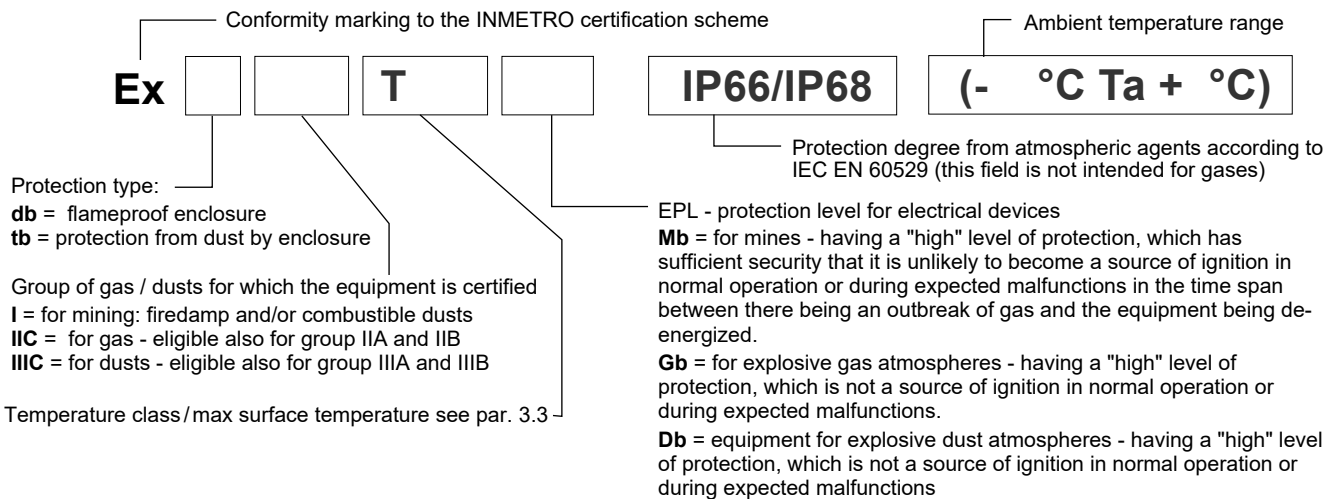 Conformity marking to the INMETRO certification scheme
Ambient temperature range
Ex T IP66/IP68 (- °C Ta + °C)
Protection degree from atmospheric agents according to
IEC EN 60529 (this field is not intended for gases)
Protection type:
db = flameproof enclosure
tb = protection from dust by enclosure
Group of gas / dusts for which the equipment is certified
I = for mining: firedamp and/or combustible dusts
IIC = for gas - eligible also for group IIA and IIB
IIIC = for dusts - eligible also for group IIIA and IIIB
Temperature class/max surface temperature see par. 3.3
EPL - protection level for electrical devices
Mb = for mines - having a "high" level of protection, which has
sufficient security that it is unlikely to become a source of ignition in
normal operation or during expected malfunctions in the time span
between there being an outbreak of gas and the equipment being de-
energized.
Gb = for explosive gas atmospheres - having a "high" level of
protection, which is not a source of ignition in normal operation or
during expected malfunctions.
Db = equipment for explosive dust atmospheres - having a "high" level
of protection, which is not a source of ignition in normal operation or
during expected malfunctions